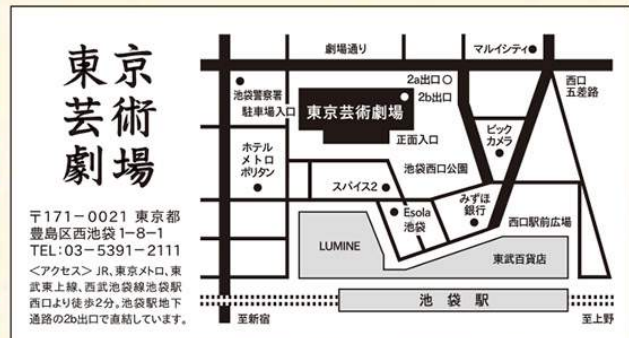 東京
芸術
劇場
〒171-0021 東京都
豊島区西池袋1-8-1
TEL:03-5391-2111
<アクセス> JR、東京メトロ、東
武東上線、西武池袋線池袋駅
西口より徒歩2分。池袋駅地下
通路の2b出口で直結しています。
劇場通り
マルイシティ
2a出口
2b出口
西口
五差路
池袋警察署
駐車場入口
東京芸術劇場
正面入口
ビック
カメラ
ホテル
メトロ
ポリタン
池袋西口公園
スパイス2
Esola
池袋
みずほ
銀行
西口駅前広場
LUMINE
東武百貨店
池袋駅
至新宿
至上野